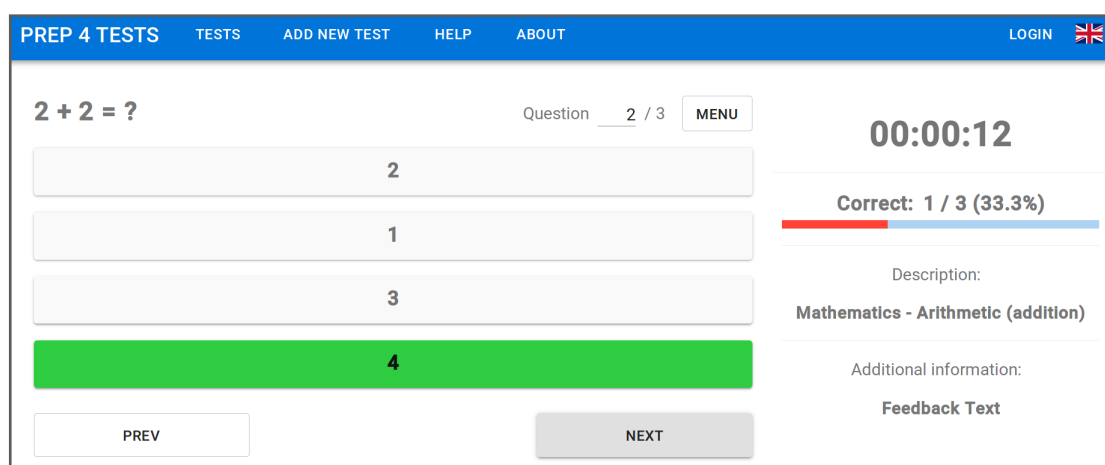 PREP 4 TESTS TESTS ADD NEW TEST HELP ABOUT LOGIN
2 + 2 = ? Question 2 / 3 MENU
2
1
3
4
PREV NEXT
00:00:12
Correct: 1 / 3 (33.3%)
Description:
Mathematics - Arithmetic (addition)
Additional information:
Feedback Text